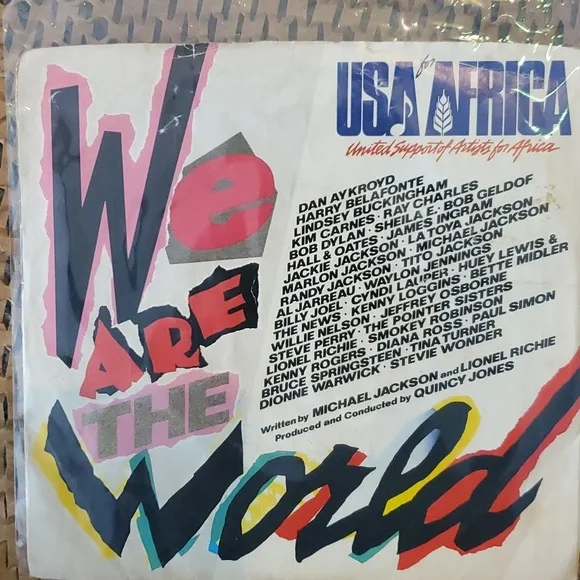 We
ARE
THE
World
USA for AFRICA
United Support of Artists for Africa
DAN AYKROYD
HARRY BELAFONTE
LINDSEY BUCKINGHAM
KIM CARNES · RAY CHARLES
BOB DYLAN · SHEILA E. · BOB GELDOF
HALL & OATES · JAMES INGRAM
JACKIE JACKSON · LA TOYA JACKSON
MARLON JACKSON · MICHAEL JACKSON
RANDY JACKSON · TITO JACKSON
AL JARREAU · WAYLON JENNINGS
BILLY JOEL · CYNDI LAUPER · HUEY LEWIS &
THE NEWS · KENNY LOGGINS · BETTE MIDLER
WILLIE NELSON · JEFFREY OSBORNE
STEVE PERRY · THE POINTER SISTERS
LIONEL RICHIE · SMOKEY ROBINSON
KENNY ROGERS · DIANA ROSS · PAUL SIMON
BRUCE SPRINGSTEEN · TINA TURNER
DIONNE WARWICK · STEVIE WONDER
Written by MICHAEL JACKSON and LIONEL RICHIE
Produced and Conducted by QUINCY JONES